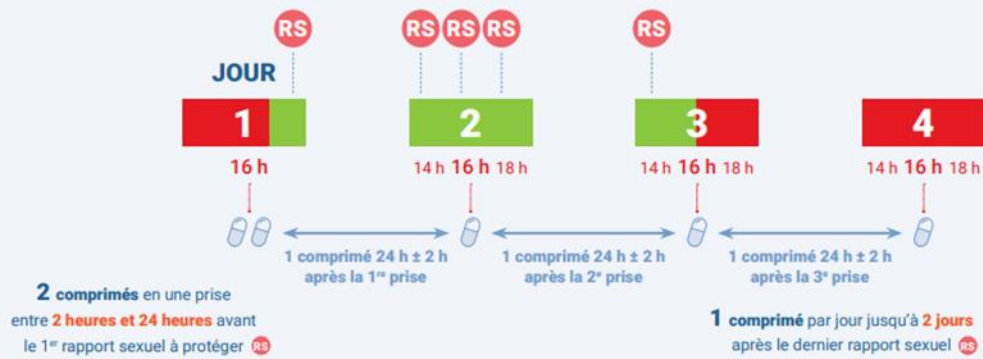 RS RS RS RS RS
JOUR
1 2 3 4
16 h 14 h 16 h 18 h 14 h 16 h 18 h 14 h 16 h 18 h
1 comprimé 24 h ± 2 h
après la 1re prise
1 comprimé 24 h ± 2 h
après la 2e prise
1 comprimé 24 h ± 2 h
après la 3e prise
2 comprimés en une prise
entre 2 heures et 24 heures avant
le 1er rapport sexuel à protéger RS
1 comprimé par jour jusqu'à 2 jours
après le dernier rapport sexuel RS